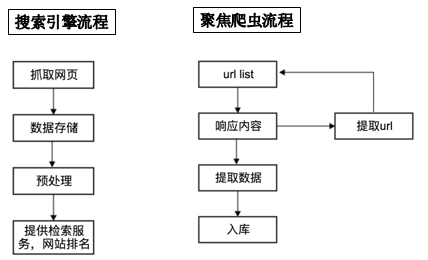 搜索引擎流程
抓取网页
数据存储
预处理
提供检索服
务，网站排名
聚焦爬虫流程
url list
响应内容
提取url
提取数据
入库